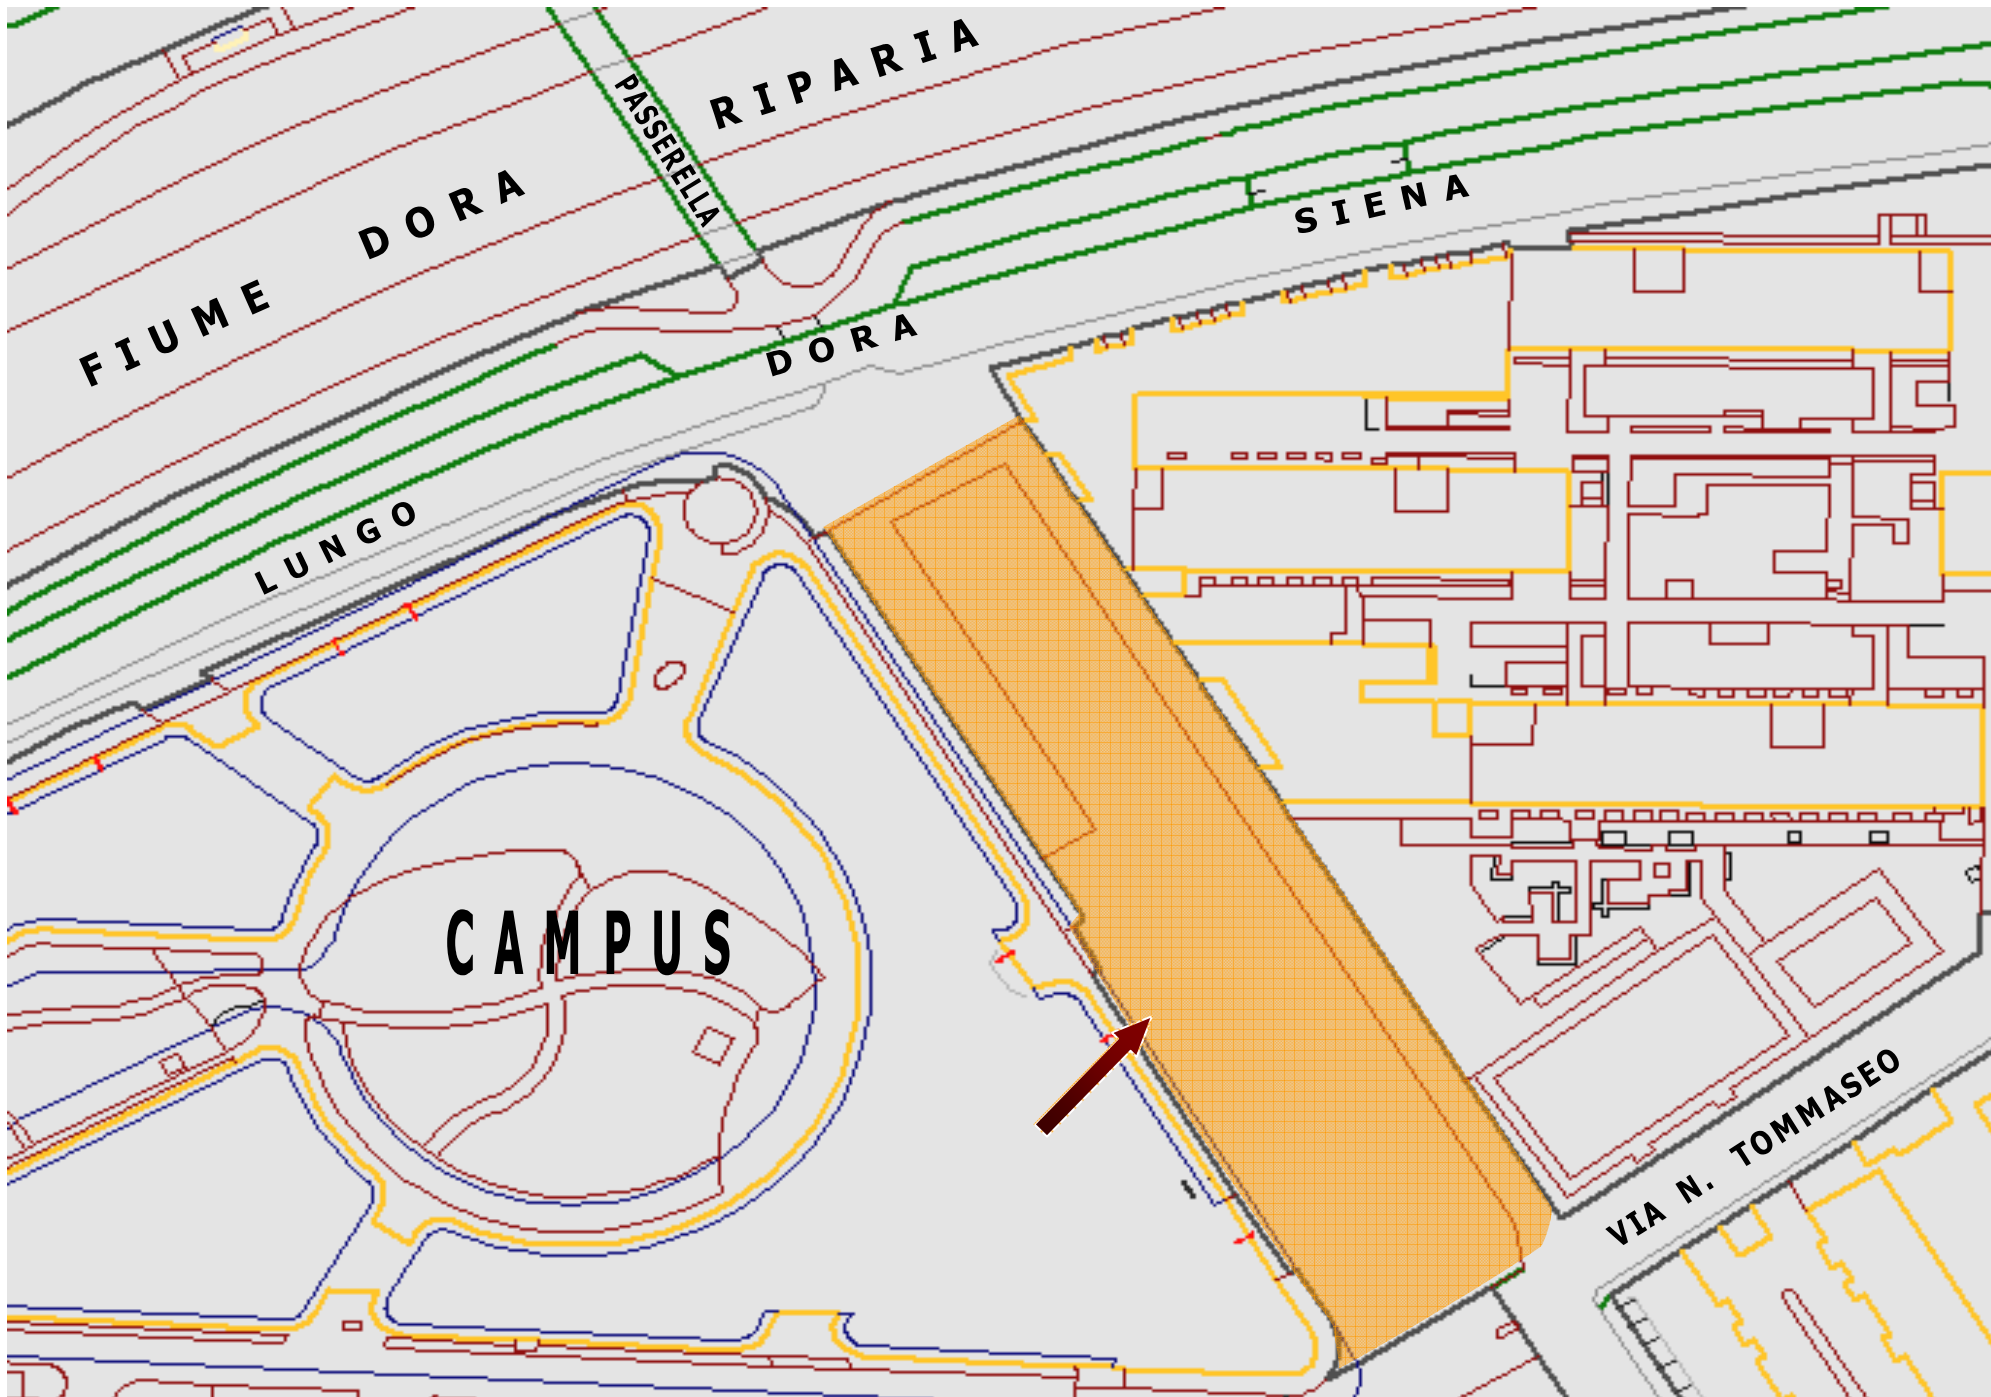 FIUME DORA RIPARIA
PASSERELLA
LUNGO DORA SIENA
CAMPUS
VIA N. TOMMASEO